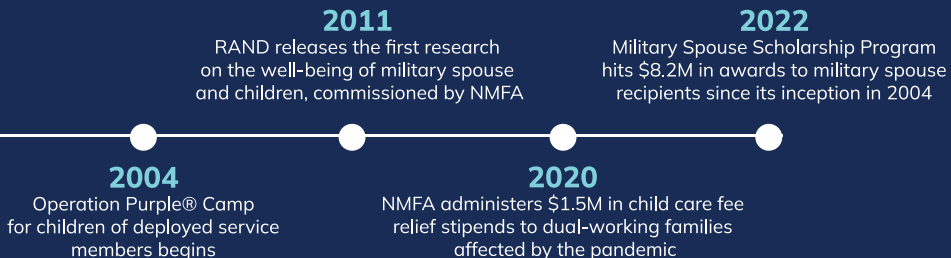 2011
RAND releases the first research
on the well-being of military spouse
and children, commissioned by NMFA
2022
Military Spouse Scholarship Program
hits $8.2M in awards to military spouse
recipients since its inception in 2004
2004
Operation Purple® Camp
for children of deployed service
members begins
2020
NMFA administers $1.5M in child care fee
relief stipends to dual-working families
affected by the pandemic